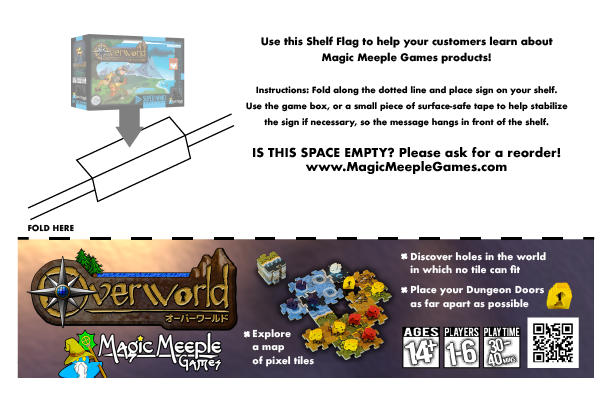 Overworld
Use this Shelf Flag to help your customers learn about
Magic Meeple Games products!
Instructions: Fold along the dotted line and place sign on your shelf.
Use the game box, or a small piece of surface-safe tape to help stabilize
the sign if necessary, so the message hangs in front of the shelf.
IS THIS SPACE EMPTY? Please ask for a reorder!
www.MagicMeepleGames.com
FOLD HERE
Overworld
オーバーワールド
Magic Meeple
Games
Explore
a map
of pixel tiles
Discover holes in the world
in which no tile can fit
Place your Dungeon Doors
as far apart as possible
AGES
14+
PLAYERS
1-6
PLAY TIME
30-
40 MINS